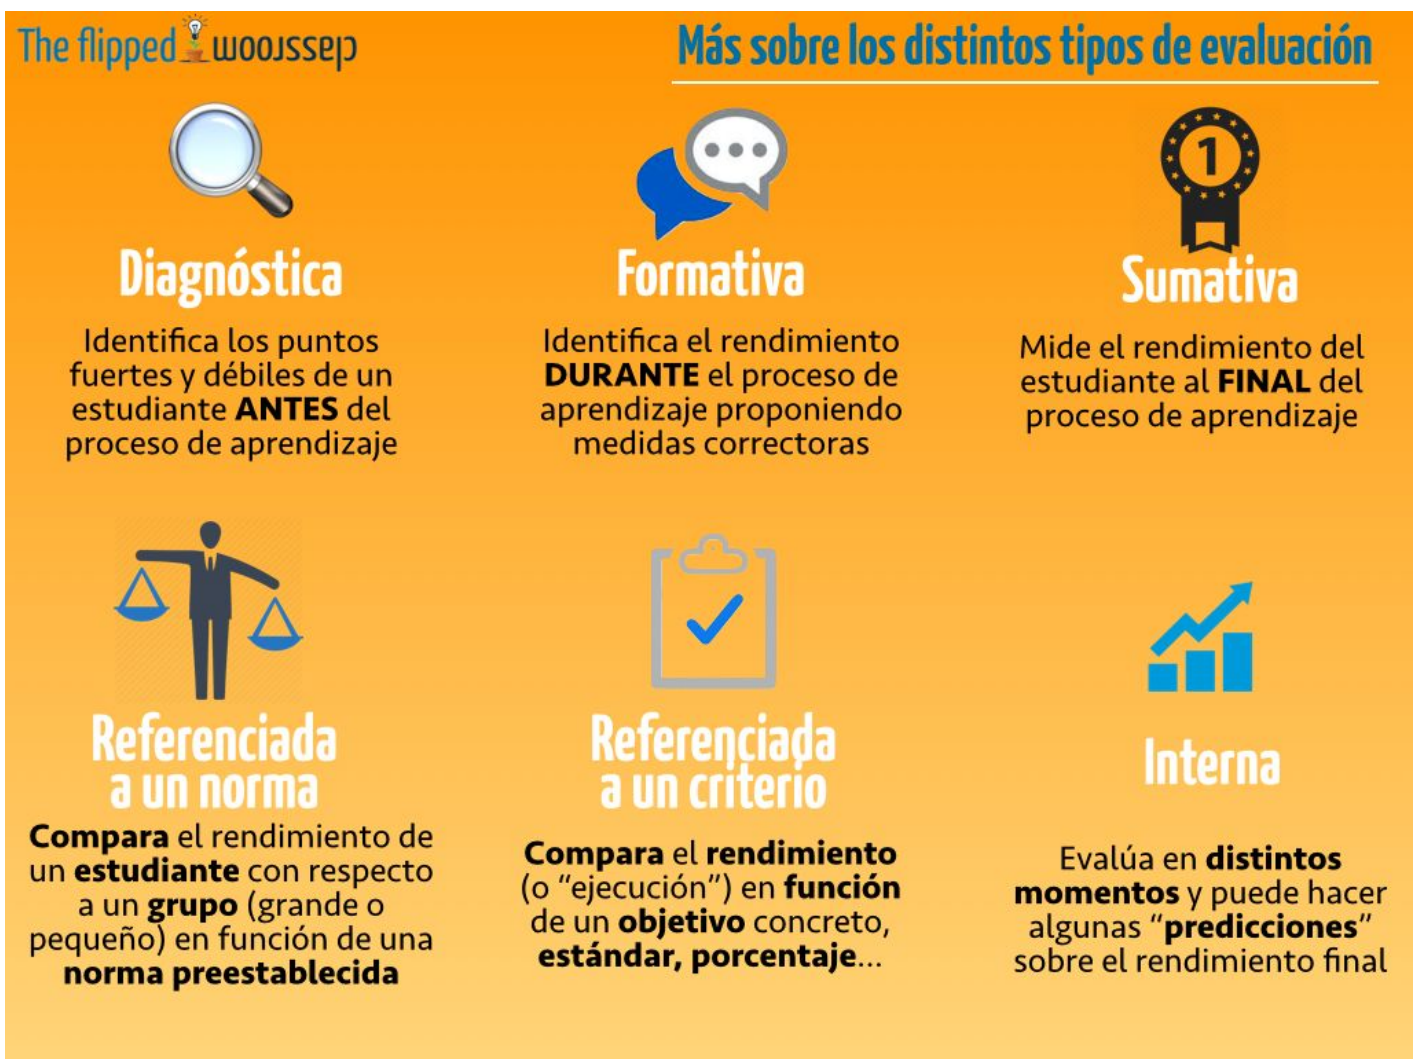 The flipped classroom
Más sobre los distintos tipos de evaluación
1
Diagnóstica
Identifica los puntos
fuertes y débiles de un
estudiante ANTES del
proceso de aprendizaje
Formativa
Identifica el rendimiento
DURANTE el proceso de
aprendizaje proponiendo
medidas correctoras
Sumativa
Mide el rendimiento del
estudiante al FINAL del
proceso de aprendizaje
Referenciada
a un norma
Compara el rendimiento de
un estudiante con respecto
a un grupo (grande o
pequeño) en función de una
norma preestablecida
Referenciada
a un criterio
Compara el rendimiento
(o “ejecución”) en función
de un objetivo concreto,
estándar, porcentaje...
Interna
Evalúa en distintos
momentos y puede hacer
algunas “predicciones”
sobre el rendimiento final